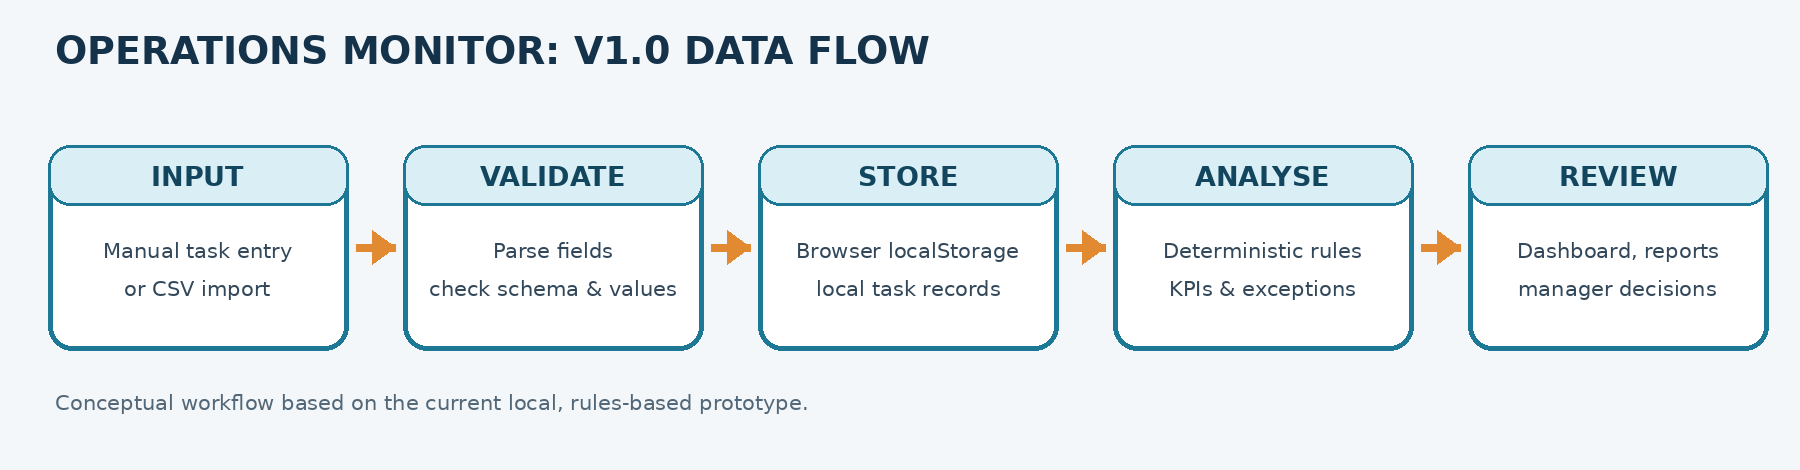 OPERATIONS MONITOR: V1.0 DATA FLOW
INPUT
Manual task entry
or CSV import
VALIDATE
Parse fields
check schema & values
STORE
Browser localStorage
local task records
ANALYSE
Deterministic rules
KPIs & exceptions
REVIEW
Dashboard, reports
manager decisions
Conceptual workflow based on the current local, rules-based prototype.